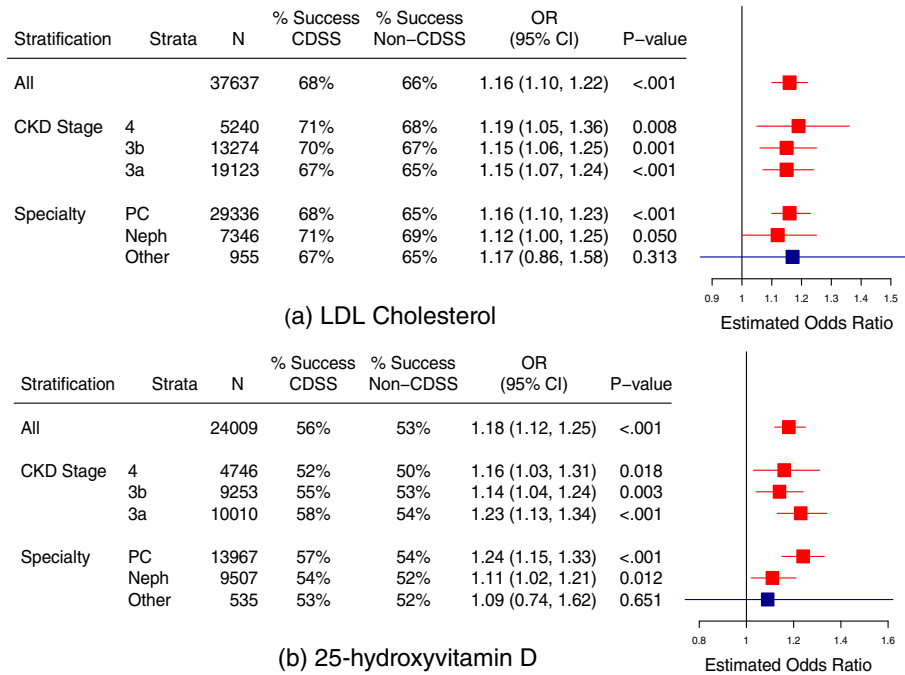 Stratification Strata N % Success CDSS % Success Non−CDSS OR (95% CI) P−value
All 37637 68% 66% 1.16 (1.10, 1.22) <.001
CKD Stage 4 5240 71% 68% 1.19 (1.05, 1.36) 0.008
3b 13274 70% 67% 1.15 (1.06, 1.25) 0.001
3a 19123 67% 65% 1.15 (1.07, 1.24) <.001
Specialty PC 29336 68% 65% 1.16 (1.10, 1.23) <.001
Neph 7346 71% 69% 1.12 (1.00, 1.25) 0.050
Other 955 67% 65% 1.17 (0.86, 1.58) 0.313
0.9 1 1.1 1.2 1.3 1.4 1.5
Estimated Odds Ratio
(a) LDL Cholesterol
Stratification Strata N % Success CDSS % Success Non−CDSS OR (95% CI) P−value
All 24009 56% 53% 1.18 (1.12, 1.25) <.001
CKD Stage 4 4746 52% 50% 1.16 (1.03, 1.31) 0.018
3b 9253 55% 53% 1.14 (1.04, 1.24) 0.003
3a 10010 58% 54% 1.23 (1.13, 1.34) <.001
Specialty PC 13967 57% 54% 1.24 (1.15, 1.33) <.001
Neph 9507 54% 52% 1.11 (1.02, 1.21) 0.012
Other 535 53% 52% 1.09 (0.74, 1.62) 0.651
0.8 1 1.2 1.4 1.6
Estimated Odds Ratio
(b) 25-hydroxyvitamin D